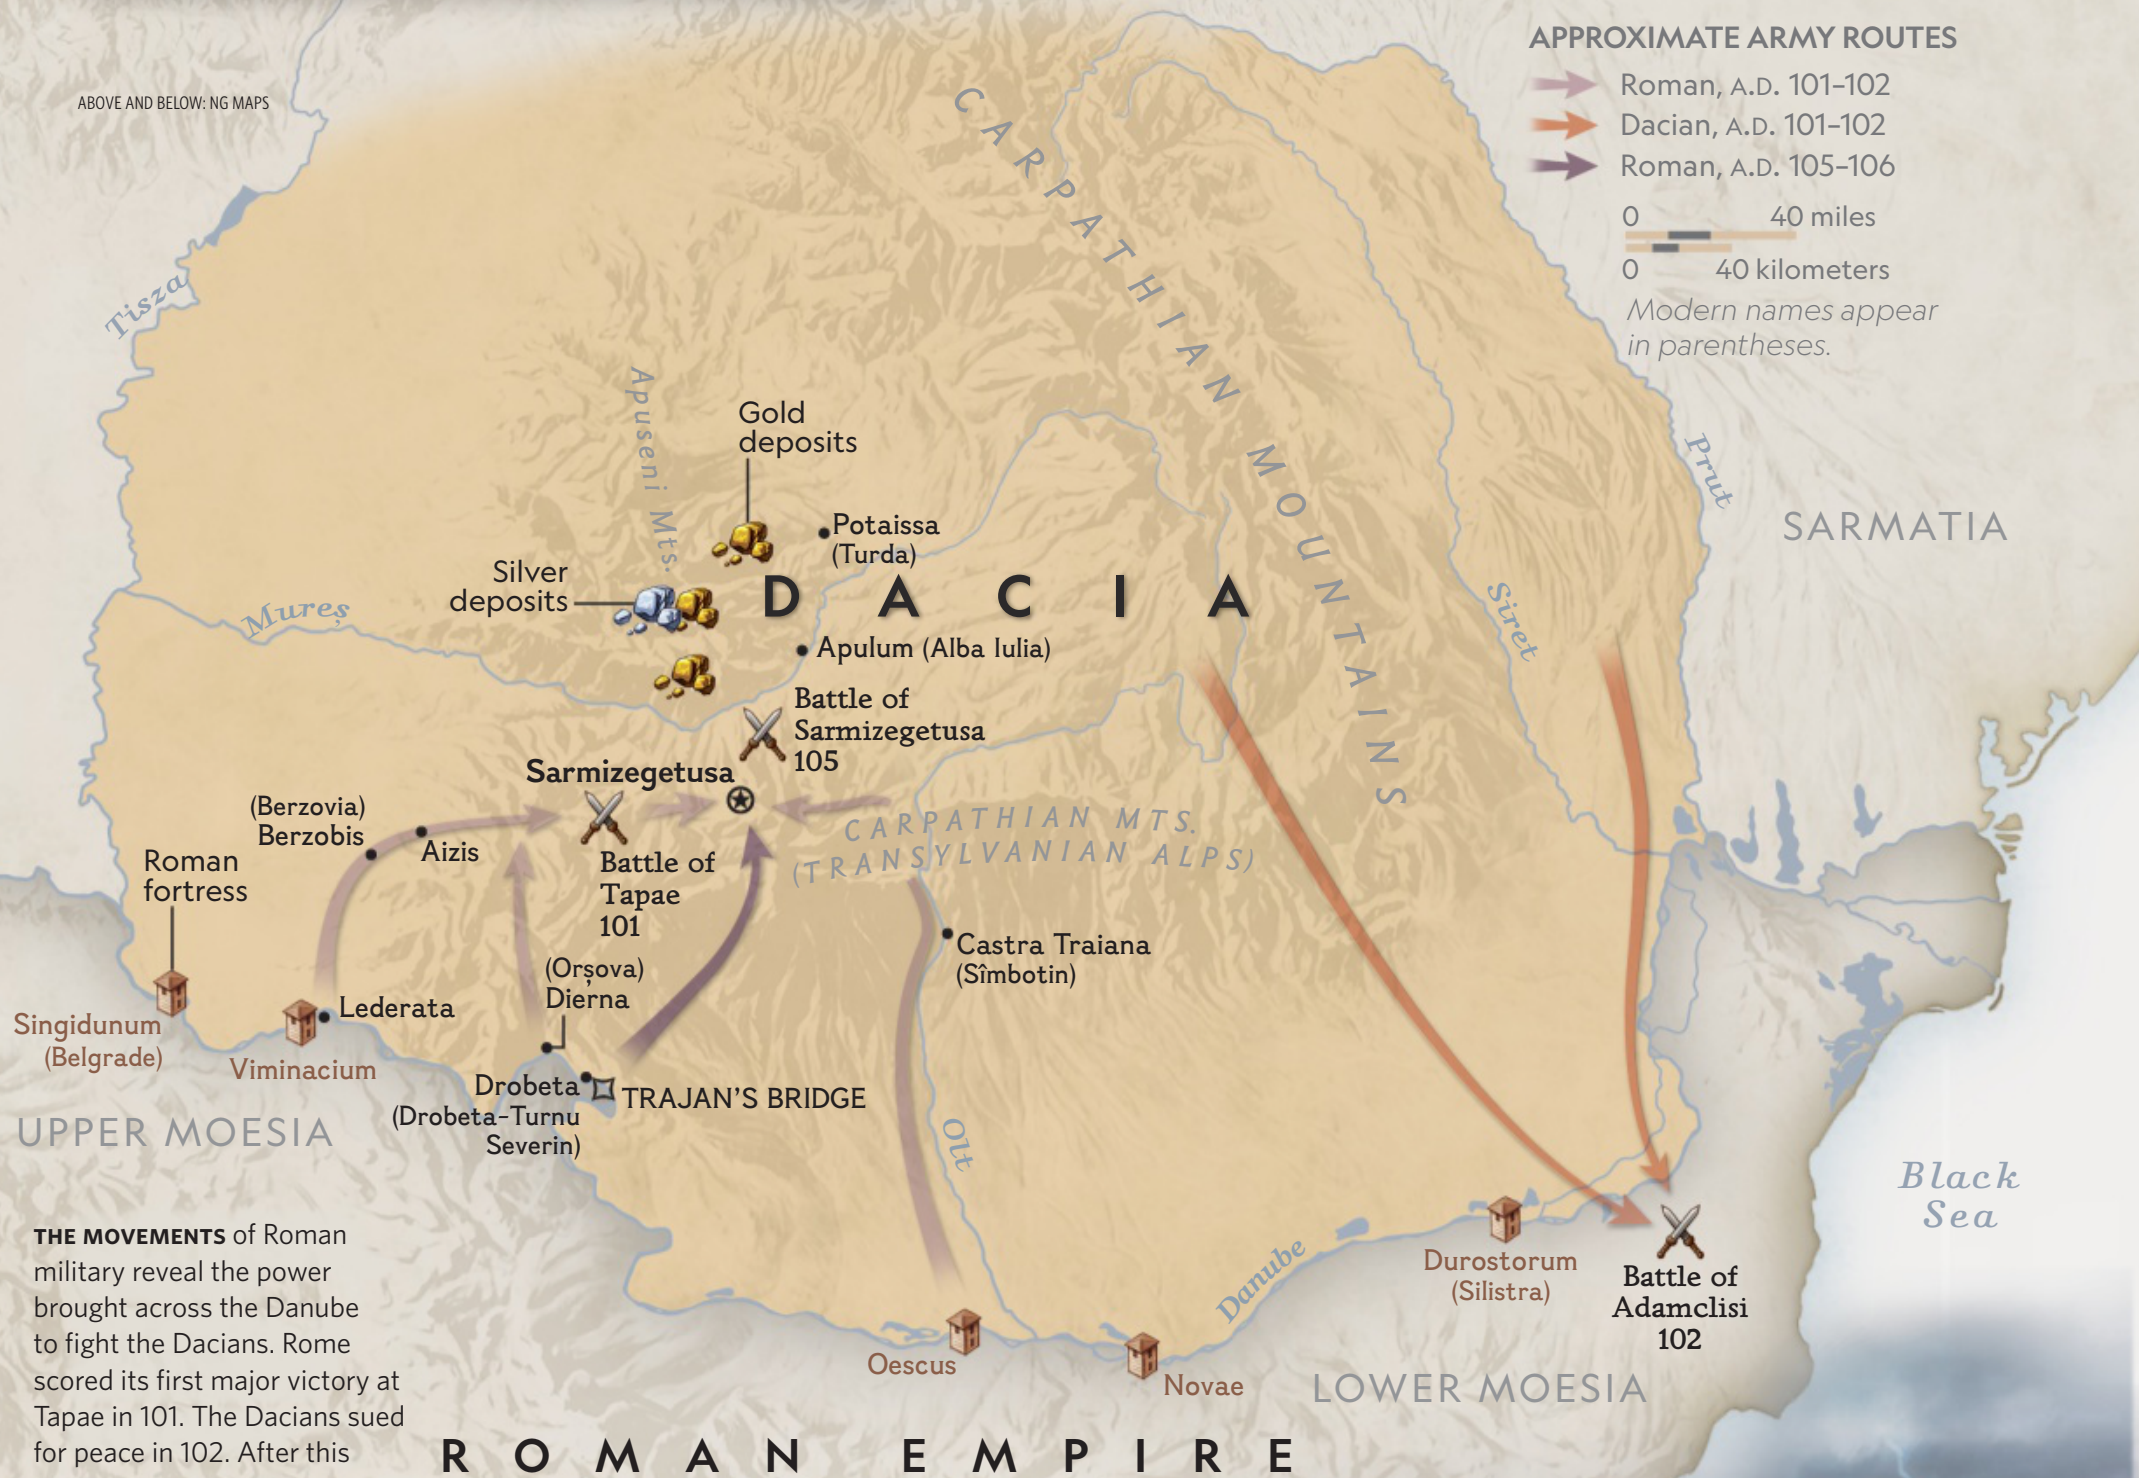 APPROXIMATE ARMY ROUTES
Roman, A.D. 101–102
Dacian, A.D. 101–102
Roman, A.D. 105–106
0 40 miles
0 40 kilometers
Modern names appear
in parentheses.
ABOVE AND BELOW: NG MAPS
CARPATHIAN MOUNTAINS
Tisza
Apuseni Mts.
Gold
deposits
Prut
Potaissa
(Turda)
SARMATIA
Silver
deposits
DACIA
Mureș
Siret
Apulum (Alba Iulia)
Battle of
Sarmizegetusa
105
Sarmizegetusa
(Berzovia)
Berzobis
Aizis
CARPATHIAN MTS.
(TRANSYLVANIAN ALPS)
Roman
fortress
Battle of
Tapae
101
Castra Traiana
(Sîmbotin)
(Orșova)
Dierna
Lederata
Singidunum
(Belgrade)
Viminacium
Drobeta
(Drobeta-Turnu
Severin)
TRAJAN'S BRIDGE
UPPER MOESIA
Olt
Black
Sea
Danube
Durostorum
(Silistra)
Battle of
Adamclisi
102
Oescus
Novae
LOWER MOESIA
THE MOVEMENTS of Roman
military reveal the power
brought across the Danube
to fight the Dacians. Rome
scored its first major victory at
Tapae in 101. The Dacians sued
for peace in 102. After this
ROMAN EMPIRE